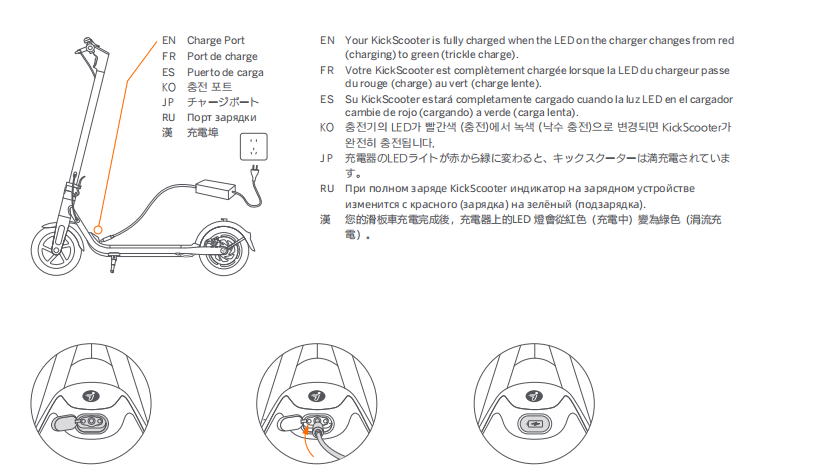 EN Charge Port
FR Port de charge
ES Puerto de carga
KO 충전 포트
JP チャージポート
RU Порт зарядки
漢 充電埠
EN Your KickScooter is fully charged when the LED on the charger changes from red
(charging) to green (trickle charge).
FR Votre KickScooter est complètement chargée lorsque la LED du chargeur passe
du rouge (charge) au vert (charge lente).
ES Su KickScooter estará completamente cargado cuando la luz LED en el cargador
cambie de rojo (cargando) a verde (carga lenta).
KO 충전기의 LED가 빨간색 (충전)에서 녹색 (낙수 충전)으로 변경되면 KickScooter가
완전히 충전됩니다.
JP 充電器のLEDライトが赤から緑に変わると、キックスクーターは満充電されていま
す。
RU При полном заряде KickScooter индикатор на зарядном устройстве
изменится с красного (зарядка) на зелёный (подзарядка).
漢 您的滑板車充電完成後，充電器上的LED 燈會從紅色（充電中）變為綠色（涓流充
電）。